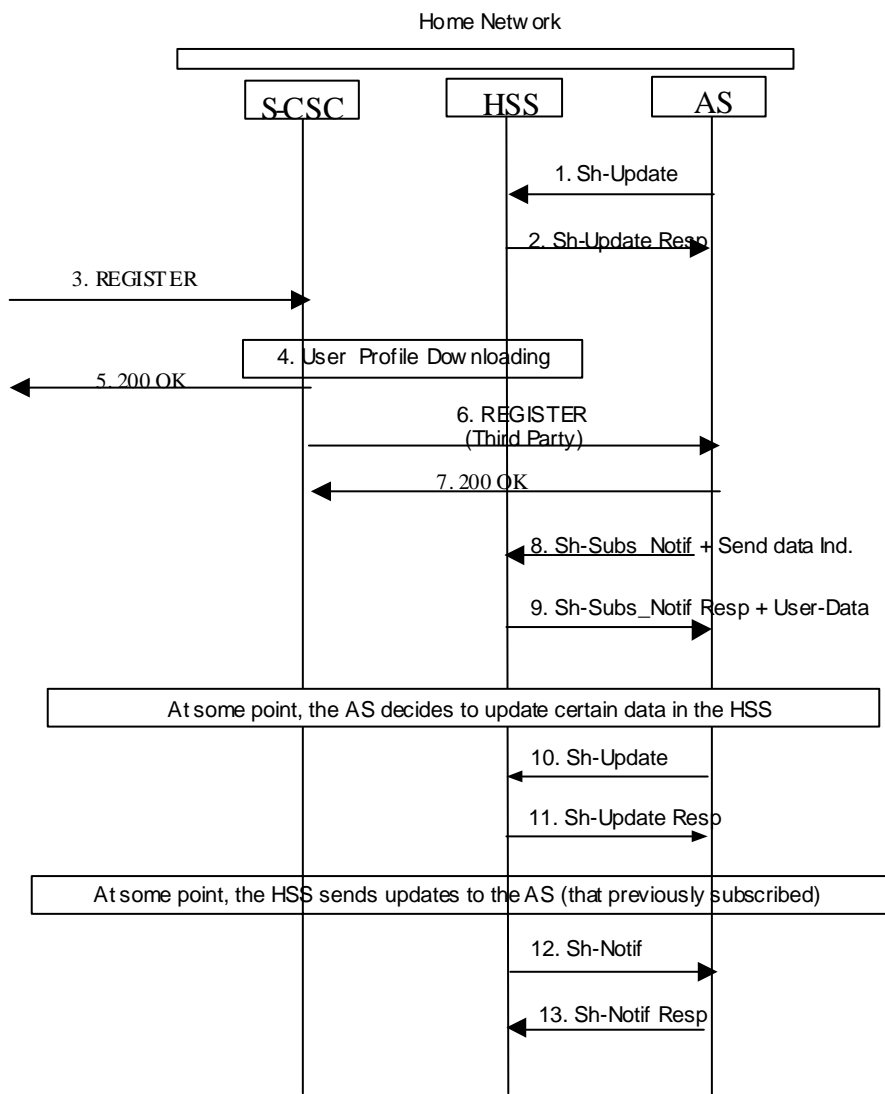 Home Network
S-CSC
HSS
AS
1. Sh-Update
2. Sh-Update Resp
3. REGISTER
4. User Profile Downloading
5. 200 OK
6. REGISTER
(Third Party)
7. 200 OK
8. Sh-Subs_Notif + Send data Ind.
9. Sh-Subs_Notif Resp + User-Data
At some point, the AS decides to update certain data in the HSS
10. Sh-Update
11. Sh-Update Resp
At some point, the HSS sends updates to the AS (that previously subscribed)
12. Sh-Notif
13. Sh-Notif Resp